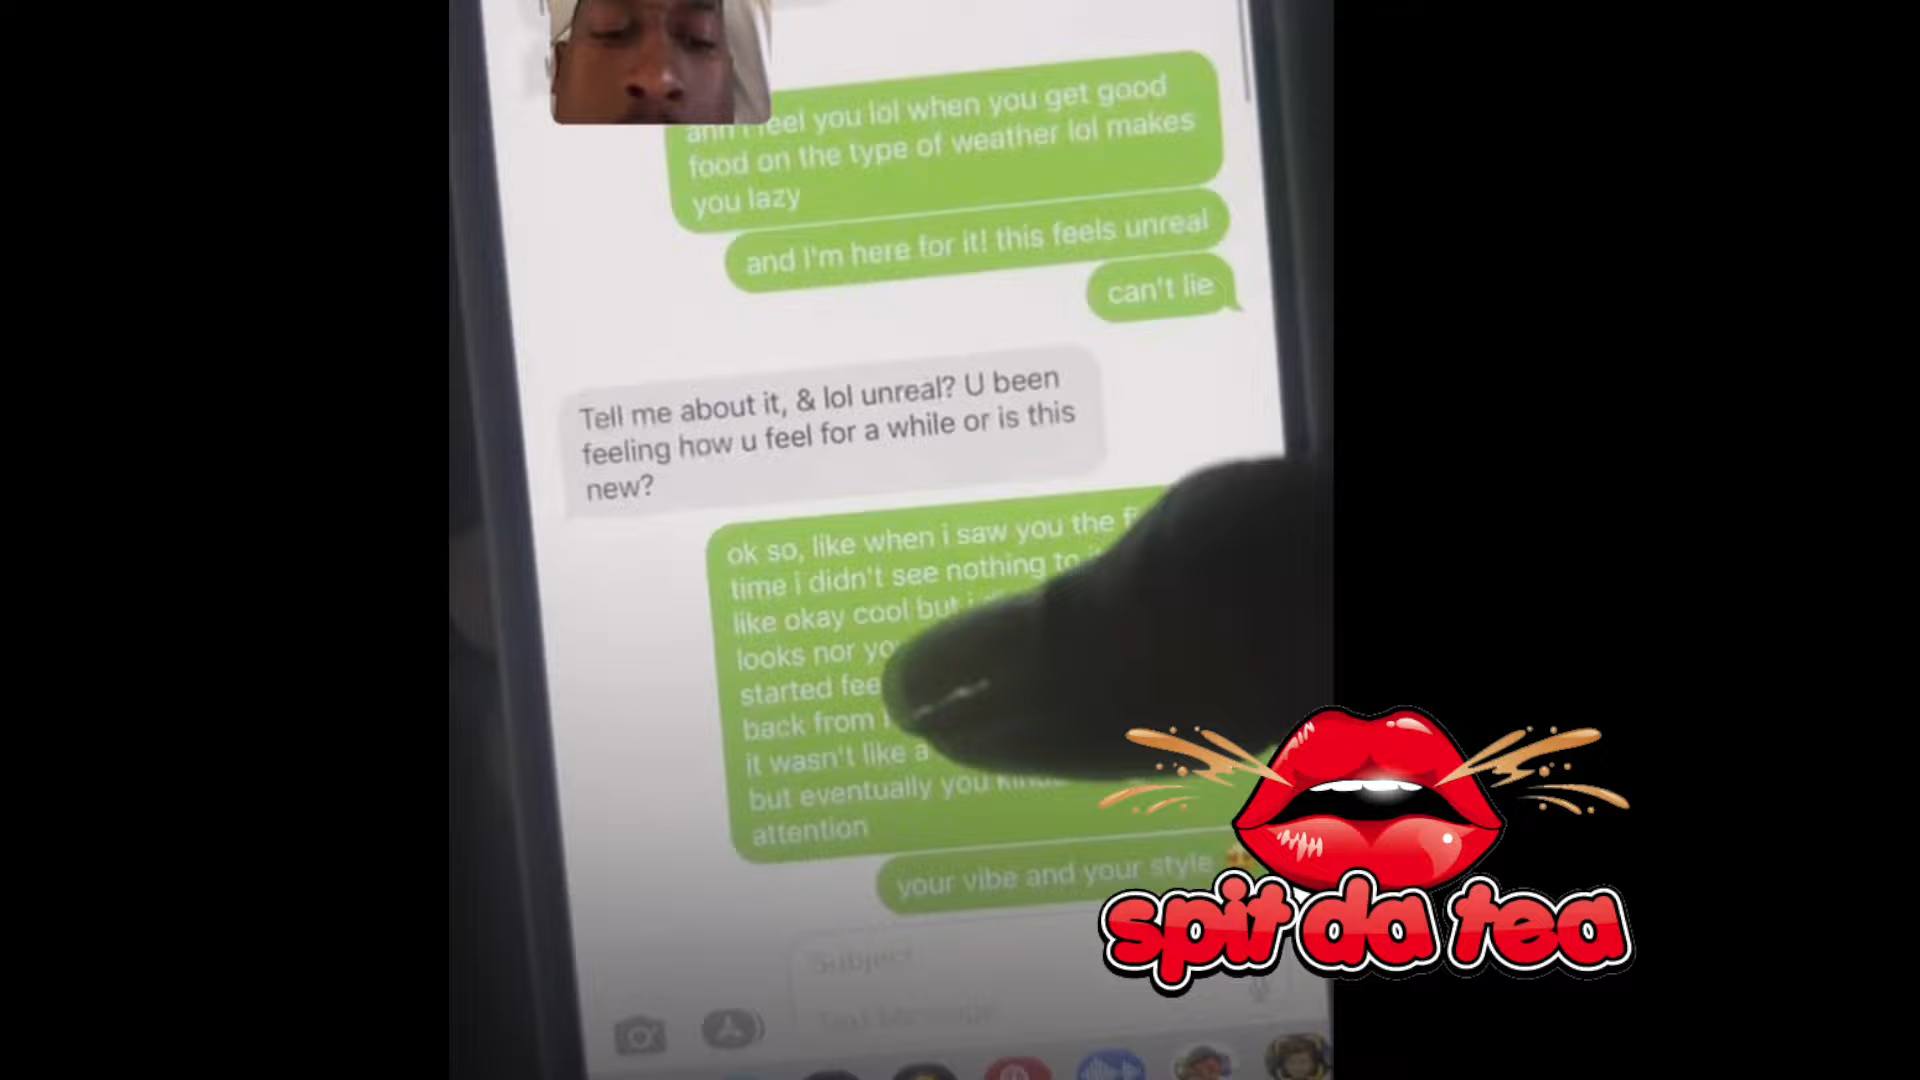 feel you lol when you get good
food on the type of weather lol makes
you lazy
and I'm here for it! this feels unreal
can't lie
Tell me about it, & lol unreal? U been
feeling how u feel for a while or is this
new?
ok so, like when i saw you the
time i didn't see nothing to
like okay cool but
looks nor
started
back from
it wasn't like
but eventually you
attention
your vibe and your style
Subject
Text Message
spit da tea